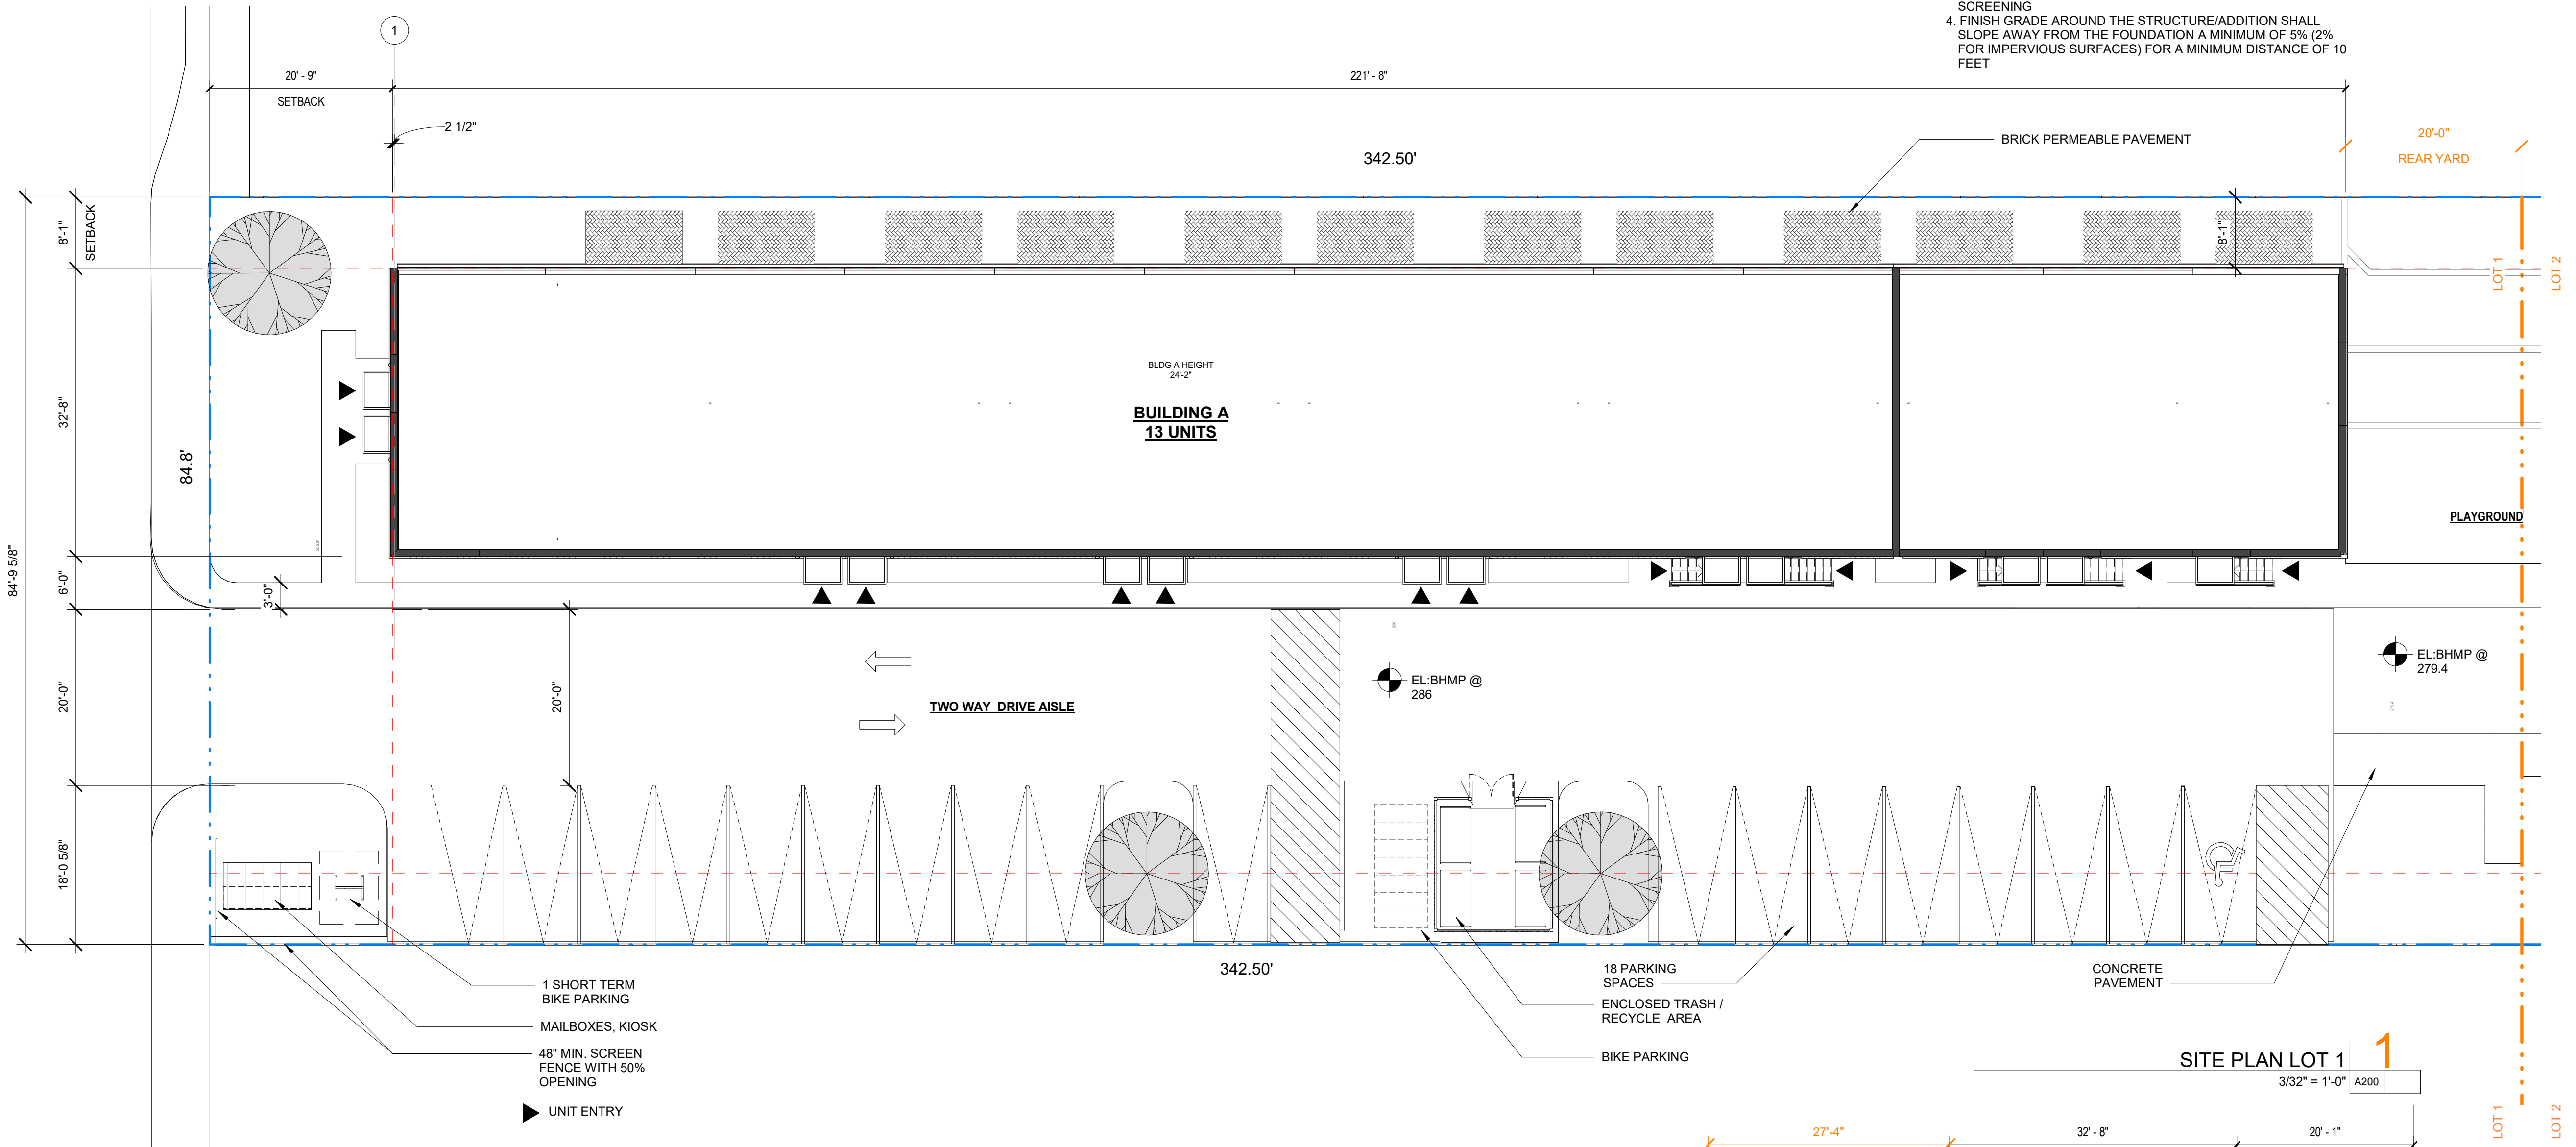 SCREENING
4. FINISH GRADE AROUND THE STRUCTURE/ADDITION SHALL
SLOPE AWAY FROM THE FOUNDATION A MINIMUM OF 5% (2%
FOR IMPERVIOUS SURFACES) FOR A MINIMUM DISTANCE OF 10
FEET
1
20' - 9"
SETBACK
221' - 8"
2 1/2"
342.50'
BRICK PERMEABLE PAVEMENT
20'-0"
REAR YARD
8'-1"
SETBACK
8'-1"
LOT 1
LOT 2
BLDG A HEIGHT
24'-2"
BUILDING A
13 UNITS
32'-8"
84.8'
PLAYGROUND
84'-9 5/8"
6'-0"
3'-0"
EL:BHMP @
279.4
EL:BHMP @
286
20'-0"
20'-0"
TWO WAY DRIVE AISLE
18'-0 5/8"
342.50'
1 SHORT TERM
BIKE PARKING
MAILBOXES, KIOSK
48" MIN. SCREEN
FENCE WITH 50%
OPENING
UNIT ENTRY
18 PARKING
SPACES
ENCLOSED TRASH /
RECYCLE AREA
BIKE PARKING
CONCRETE
PAVEMENT
SITE PLAN LOT 1
1
3/32" = 1'-0"
A200
LOT 1
LOT 2
27'-4"
32' - 8"
20' - 1"